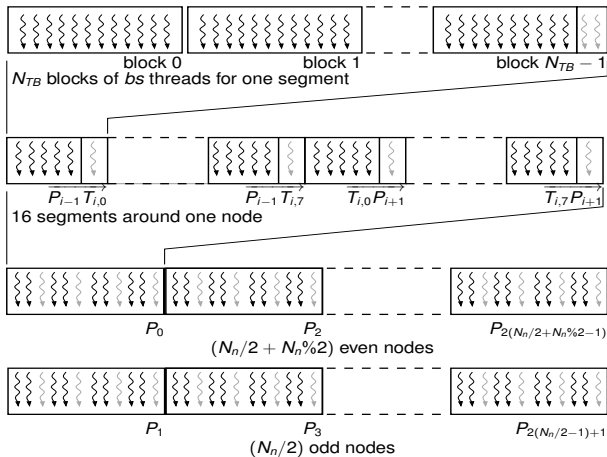 block 0 block 1 block N_TB − 1
N_TB blocks of bs threads for one segment
P_{i−1}T_{i,0} P_{i−1}T_{i,7} T_{i,0}P_{i+1} T_{i,7}P_{i+1}
16 segments around one node
P_0 P_2 P_{2(N_n/2+N_n%2−1)}
(N_n/2 + N_n%2) even nodes
P_1 P_3 P_{2(N_n/2−1)+1}
(N_n/2) odd nodes